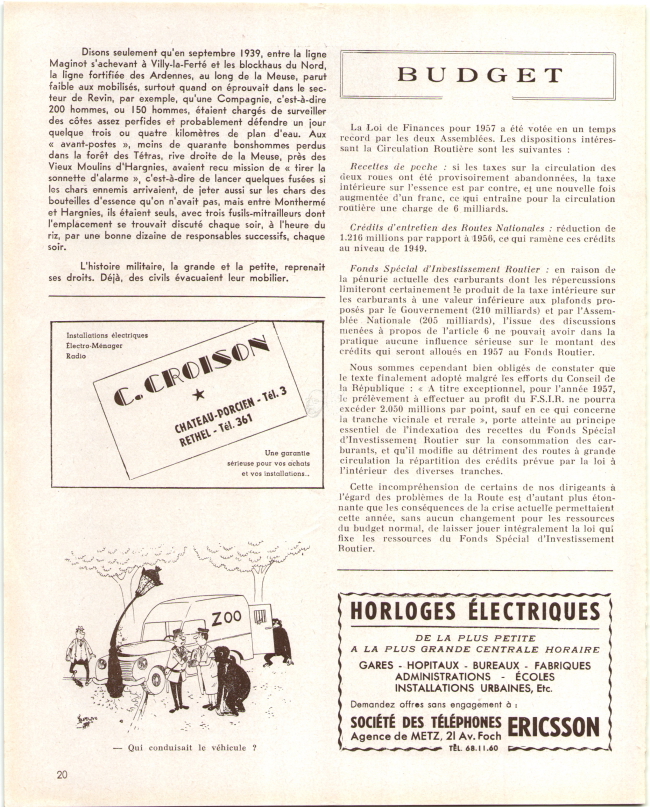 Disons seulement qu'en septembre 1939, entre la ligne
Maginot s'achevant à Villy-la-Ferté et les blockhaus du Nord,
la ligne fortifiée des Ardennes, au long de la Meuse, parut
faible aux mobilisés, surtout quand on éprouvait dans le sec-
teur de Revin, par exemple, qu'une Compagnie, c'est-à-dire
200 hommes, ou 150 hommes, étaient chargés de surveiller
des côtes assez perfides et probablement défendre un jour
quelque trois ou quatre kilomètres de plan d'eau. Aux
« avant-postes », moins de quarante bonshommes perdus
dans la forêt des Tétras, rive droite de la Meuse, près des
Vieux Moulins d'Hargnies, avaient reçu mission de « tirer la
sonnette d'alarme », c'est-à-dire de lancer quelques fusées si
les chars ennemis arrivaient, de jeter aussi sur les chars des
bouteilles d'essence qu'on n'avait pas, mais entre Monthermé
et Hargnies, ils étaient seuls, avec trois fusils-mitrailleurs dont
l'emplacement se trouvait discuté chaque soir, à l'heure du
riz, par une bonne dizaine de responsables successifs, chaque
soir.
L'histoire militaire, la grande et la petite, reprenait
ses droits. Déjà, des civils évacuaient leur mobilier.
Installations électriques
Électro-Ménager
Radio
C. CROISON
CHATEAU-PORCIEN - Tél. 3
RETHEL - Tél. 361
Une garantie
sérieuse pour vos achats
et vos installations...
ZOO
— Qui conduisait le véhicule ?
20
BUDGET
La Loi de Finances pour 1957 a été votée en un temps
record par les deux Assemblées. Les dispositions intéres-
sant la Circulation Routière sont les suivantes :
Recettes de poche : si les taxes sur la circulation des
deux roues ont été provisoirement abandonnées, la taxe
intérieure sur l'essence est par contre, et une nouvelle fois
augmentée d'un franc, ce qui entraîne pour la circulation
routière une charge de 6 milliards.
Crédits d'entretien des Routes Nationales : réduction de
1.216 millions par rapport à 1956, ce qui ramène ces crédits
au niveau de 1949.
Fonds Spécial d'Investissement Routier : en raison de
la pénurie actuelle des carburants dont les répercussions
limiteront certainement le produit de la taxe intérieure sur
les carburants à une valeur inférieure aux plafonds pro-
posés par le Gouvernement (210 milliards) et par l'Assem-
blée Nationale (205 milliards), l'issue des discussions
menées à propos de l'article 6 ne pouvait avoir dans la
pratique aucune influence sérieuse sur le montant des
crédits qui seront alloués en 1957 au Fonds Routier.
Nous sommes cependant bien obligés de constater que
le texte finalement adopté malgré les efforts du Conseil de
la République : « A titre exceptionnel, pour l'année 1957,
le prélèvement à effectuer au profit du F.S.I.R. ne pourra
excéder 2.050 millions par point, sauf en ce qui concerne
la tranche vicinale et rurale », porte atteinte au principe
essentiel de l'indexation des recettes du Fonds Spécial
d'Investissement Routier sur la consommation des car-
burants, et qu'il modifie au détriment des routes à grande
circulation la répartition des crédits prévue par la loi à
l'intérieur des diverses tranches.
Cette incompréhension de certains de nos dirigeants à
l'égard des problèmes de la Route est d'autant plus éton-
nante que les conséquences de la crise actuelle permettaient
cette année, sans aucun changement pour les ressources
du budget normal, de laisser jouer intégralement la loi qui
fixe les ressources du Fonds Spécial d'Investissement
Routier.
HORLOGES ÉLECTRIQUES
DE LA PLUS PETITE
A LA PLUS GRANDE CENTRALE HORAIRE
GARES - HOPITAUX - BUREAUX - FABRIQUES
ADMINISTRATIONS - ÉCOLES
INSTALLATIONS URBAINES, Etc.
Demandez offres sans engagement à :
SOCIÉTÉ DES TÉLÉPHONES ERICSSON
Agence de METZ, 21 Av. Foch
TÉL. 68.11.60